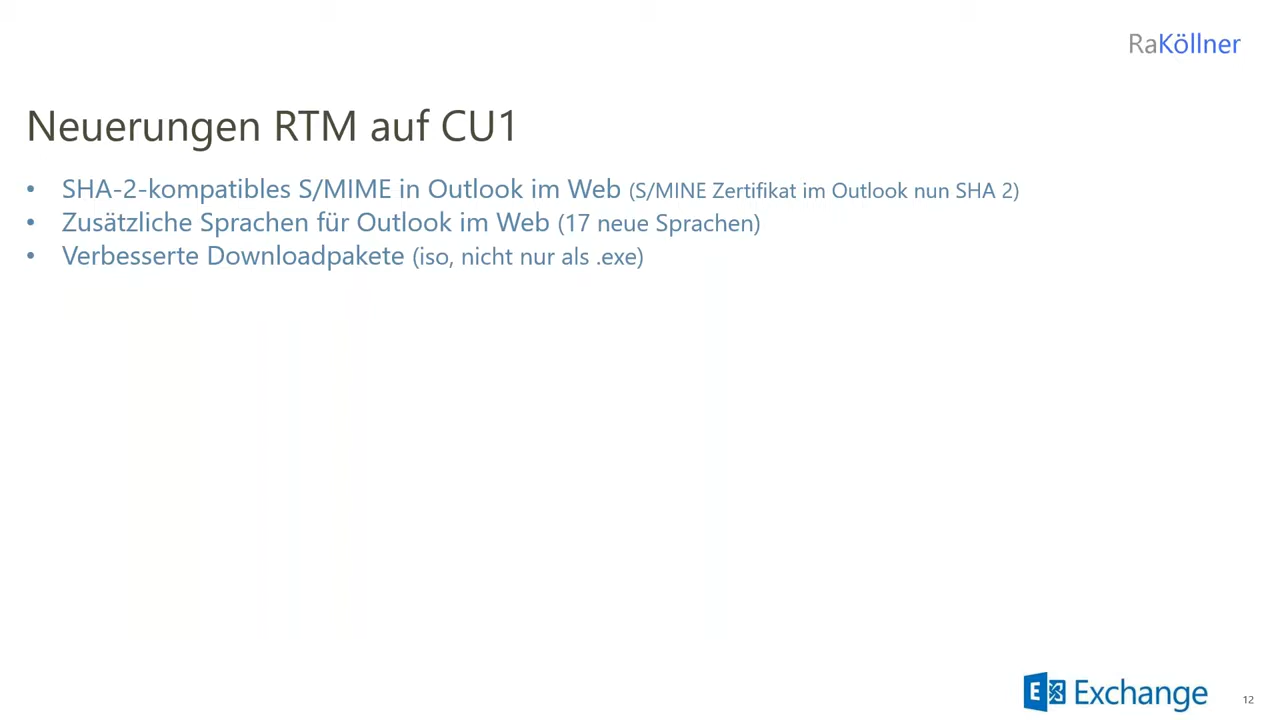 RaKöllner
Neuerungen RTM auf CU1
• SHA-2-kompatibles S/MIME in Outlook im Web (S/MINE Zertifikat im Outlook nun SHA 2)
• Zusätzliche Sprachen für Outlook im Web (17 neue Sprachen)
• Verbesserte Downloadpakete (iso, nicht nur als .exe)
E Exchange
12